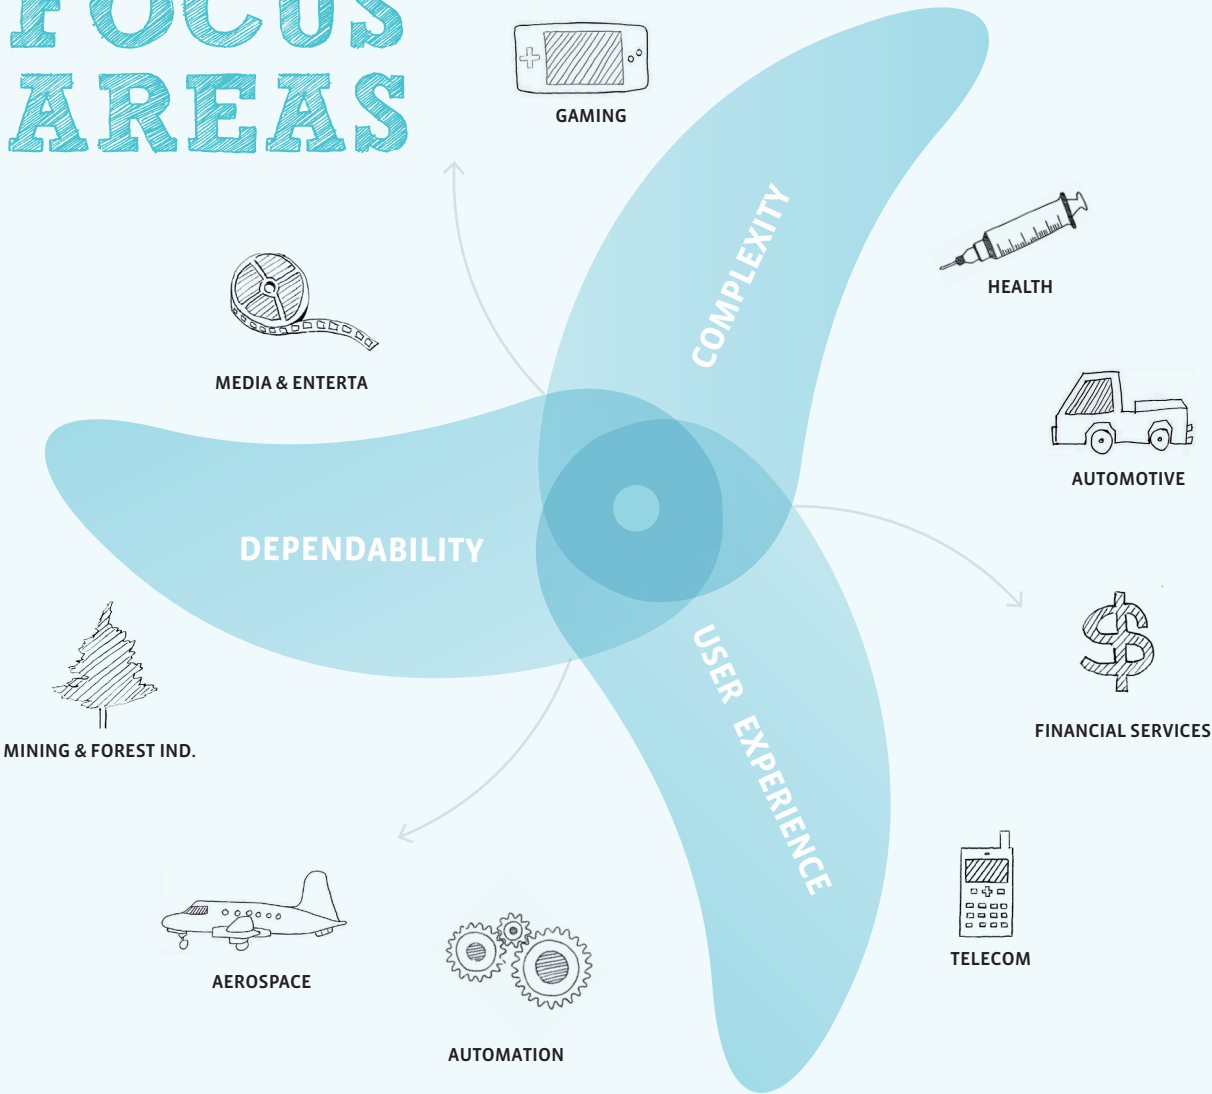 FOCUS
AREAS
GAMING
COMPLEXITY
HEALTH
MEDIA & ENTERTA
AUTOMOTIVE
DEPENDABILITY
USER EXPERIENCE
FINANCIAL SERVICES
MINING & FOREST IND.
TELECOM
AEROSPACE
AUTOMATION